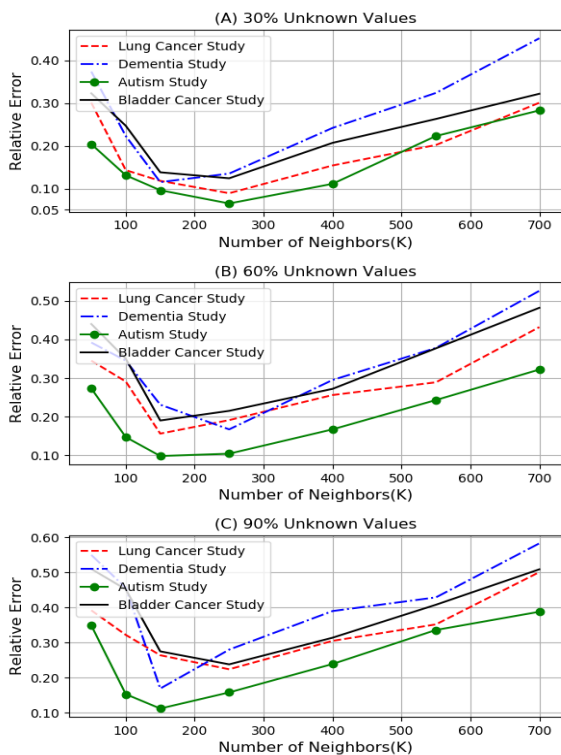 (A) 30% Unknown Values
Lung Cancer Study
Dementia Study
Autism Study
Bladder Cancer Study
Relative Error
0.40
0.30
0.20
0.10
0.05
100 200 300 400 500 600 700
Number of Neighbors(K)
(B) 60% Unknown Values
Lung Cancer Study
Dementia Study
Autism Study
Bladder Cancer Study
Relative Error
0.50
0.40
0.30
0.20
0.10
100 200 300 400 500 600 700
Number of Neighbors(K)
(C) 90% Unknown Values
Lung Cancer Study
Dementia Study
Autism Study
Bladder Cancer Study
Relative Error
0.60
0.50
0.40
0.30
0.20
0.10
100 200 300 400 500 600 700
Number of Neighbors(K)